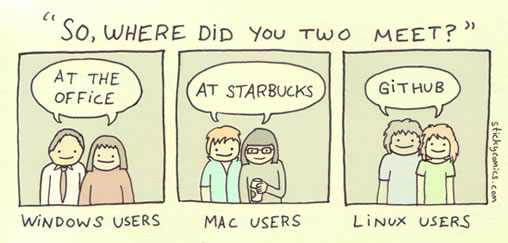 "SO, WHERE DID YOU TWO MEET?"
AT THE
OFFICE
AT STARBUCKS
GITHUB
stickycomics.com
WINDOWS USERS
MAC USERS
LINUX USERS